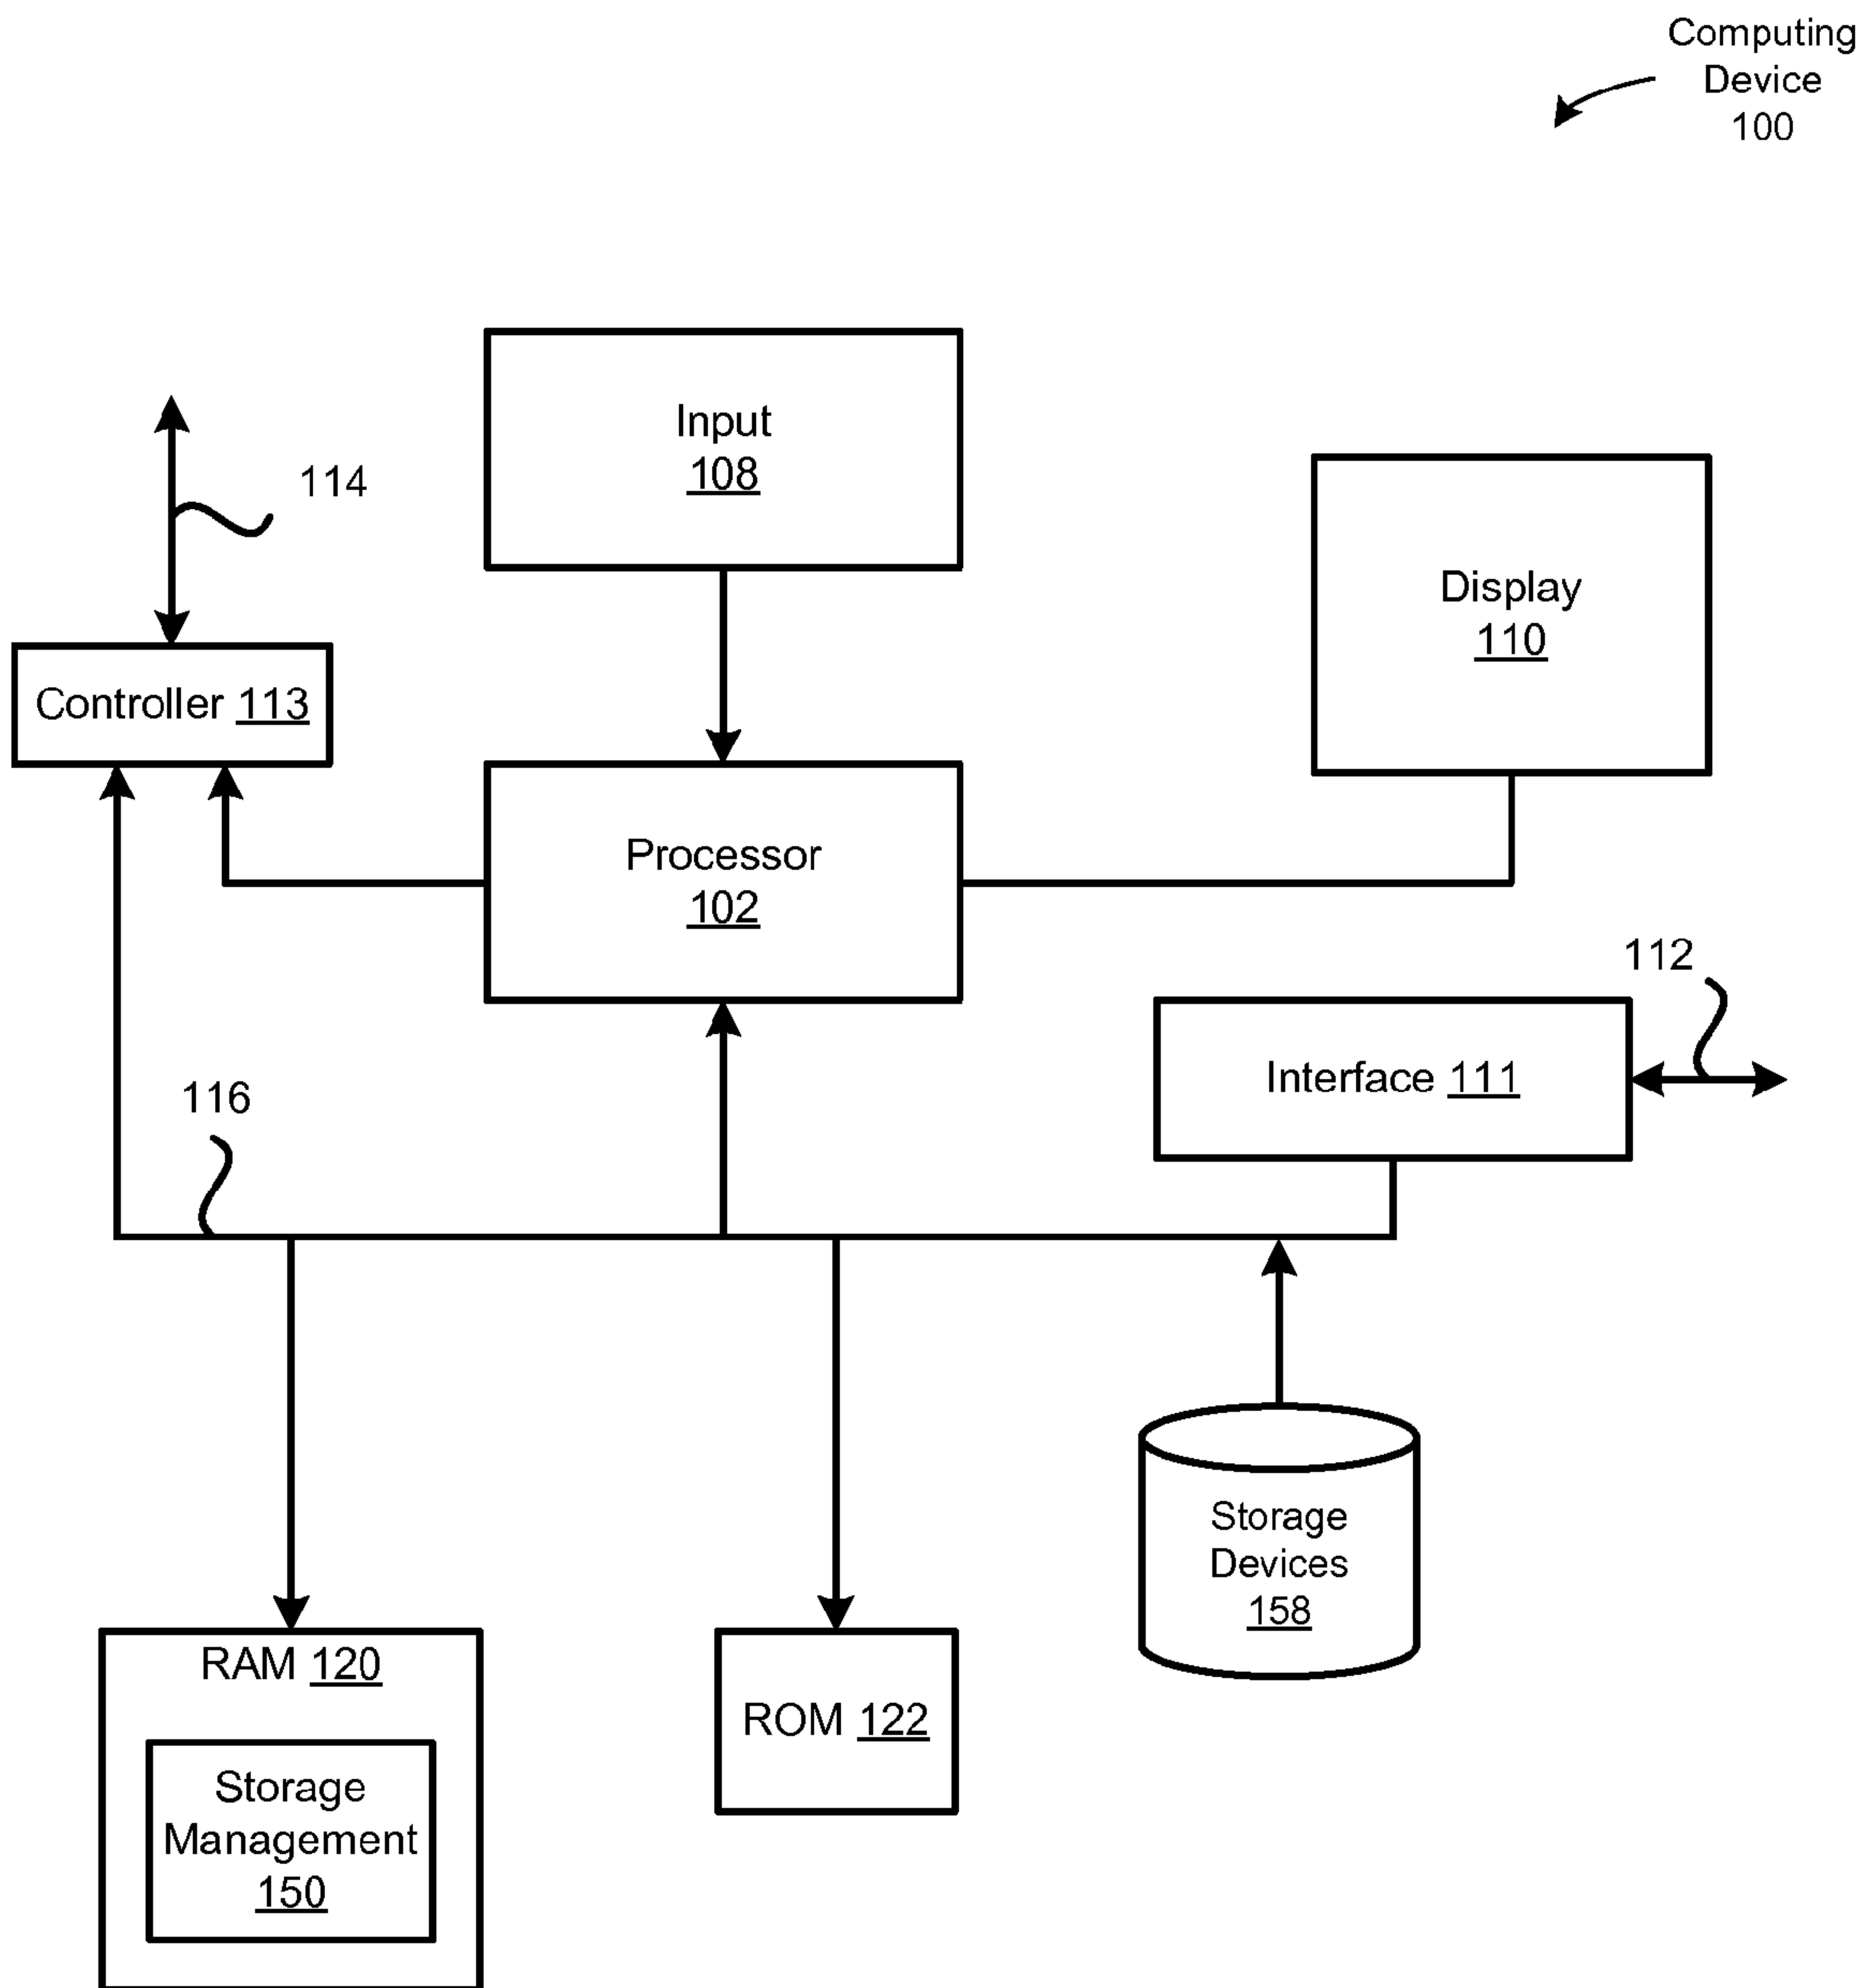 Computing
Device
100
Input
108
114
Display
110
Controller 113
Processor
102
112
Interface 111
116
Storage
Devices
158
RAM 120
ROM 122
Storage
Management
150